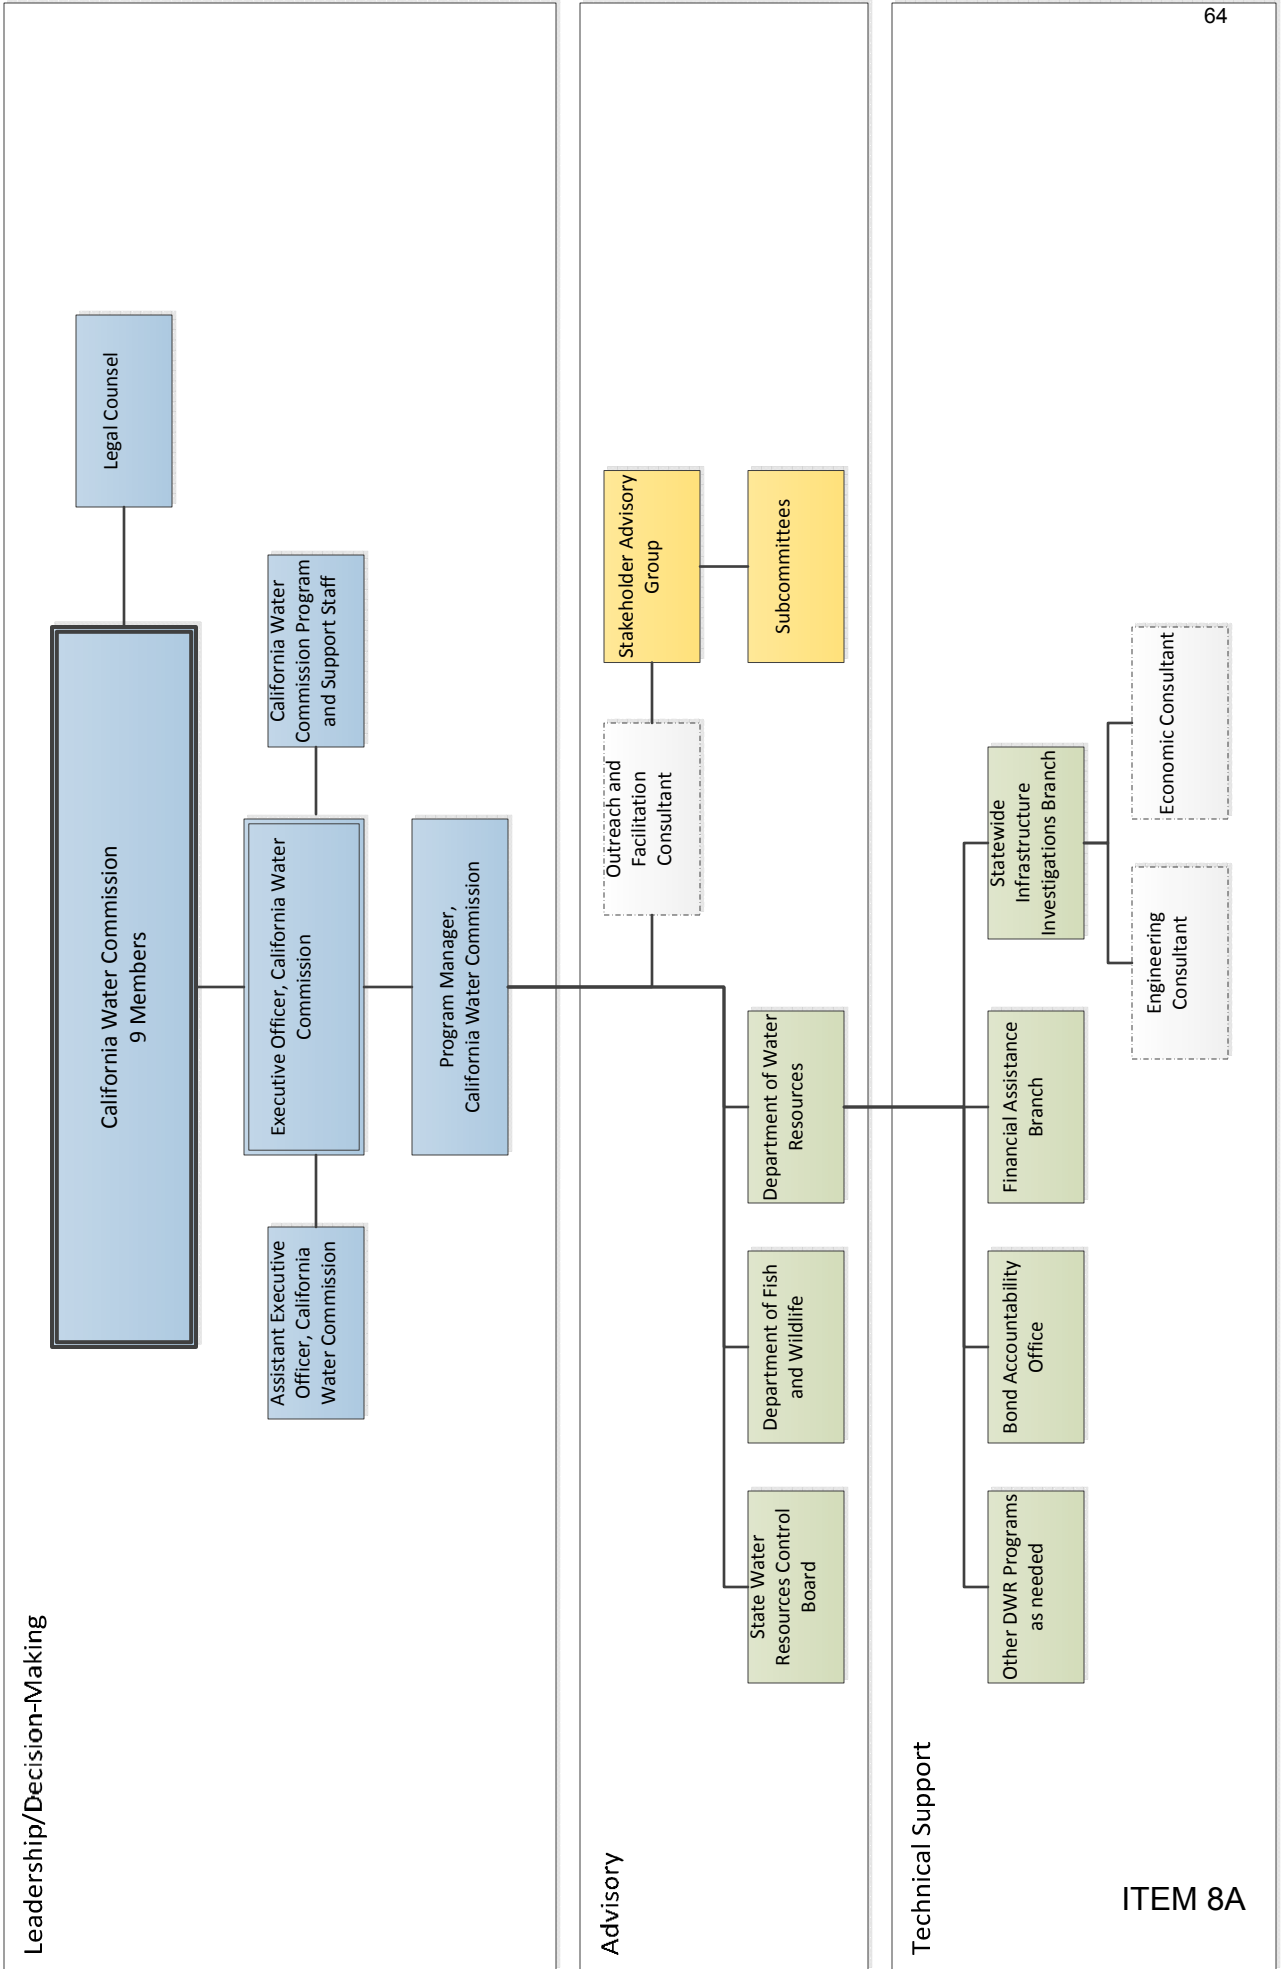 Leadership/Decision-Making
California Water Commission
9 Members
Legal Counsel
Assistant Executive
Officer, California
Water Commission
Executive Officer, California Water
Commission
California Water
Commission Program
and Support Staff
Program Manager,
California Water Commission
Advisory
Outreach and
Facilitation
Consultant
Stakeholder Advisory
Group
State Water
Resources Control
Board
Department of Fish
and Wildlife
Department of Water
Resources
Subcommittees
Technical Support
Other DWR Programs
as needed
Bond Accountability
Office
Financial Assistance
Branch
Statewide
Infrastructure
Investigations Branch
Engineering
Consultant
Economic Consultant
ITEM 8A
64